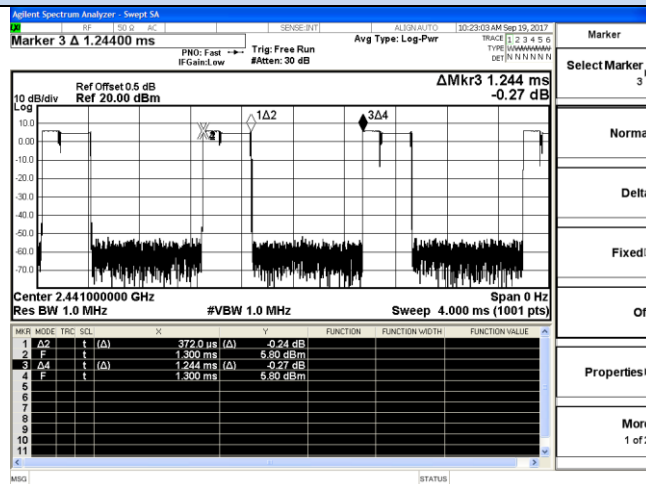 Agilent Spectrum Analyzer - Swept SA
RF 50 Ω AC SENSE:INT ALIGNAUTO 10:23:03 AM Sep 19, 2017
Marker 3 Δ 1.24400 ms
Avg Type: Log-Pwr
TRACE 1 2 3 4 5 6
TYPE
DET N N N N N N
PNO: Fast
IFGain:Low
Trig: Free Run
#Atten: 30 dB
Ref Offset 0.5 dB
Ref 20.00 dBm
10 dB/div
Log
ΔMkr3 1.244 ms
-0.27 dB
1Δ2
3Δ4
10.0
0.00
-10.0
-20.0
-30.0
-40.0
-50.0
-60.0
-70.0
Center 2.441000000 GHz
Span 0 Hz
Res BW 1.0 MHz
#VBW 1.0 MHz
Sweep 4.000 ms (1001 pts)
MKR MODE TRC SCL X Y FUNCTION FUNCTION WIDTH FUNCTION VALUE
1 Δ2 t (Δ) 372.0 µs (Δ) -0.24 dB
2 F t 1.300 ms 5.80 dBm
3 Δ4 t (Δ) 1.244 ms (Δ) -0.27 dB
4 F t 1.300 ms 5.80 dBm
5
6
7
8
9
10
11
MSG
STATUS
Marker
Select Marker
3
Norma
Delta
Fixed
Of
Properties
More
1 of 2